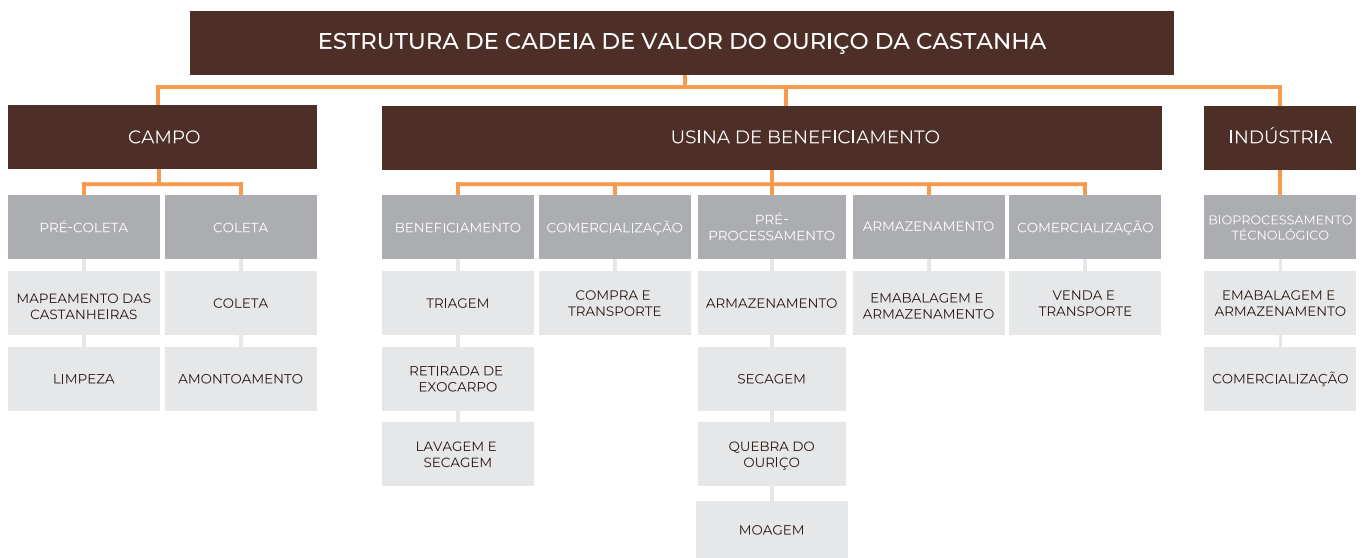 ESTRUTURA DE CADEIA DE VALOR DO OURIÇO DA CASTANHA
CAMPO
USINA DE BENEFICIAMENTO
INDÚSTRIA
PRÉ-COLETA
COLETA
BENEFICIAMENTO
COMERCIALIZAÇÃO
PRÉ-
PROCESSAMENTO
ARMAZENAMENTO
COMERCIALIZAÇÃO
BIOPROCESSAMENTO
TÉCNOLÓGICO
MAPEAMENTO DAS
CASTANHEIRAS
COLETA
TRIAGEM
COMPRA E
TRANSPORTE
ARMAZENAMENTO
EMABALAGEM E
ARMAZENAMENTO
VENDA E
TRANSPORTE
EMABALAGEM E
ARMAZENAMENTO
LIMPEZA
AMONTOAMENTO
RETIRADA DE
EXOCARPO
SECAGEM
COMERCIALIZAÇÃO
LAVAGEM E
SECAGEM
QUEBRA DO
OURIÇO
MOAGEM